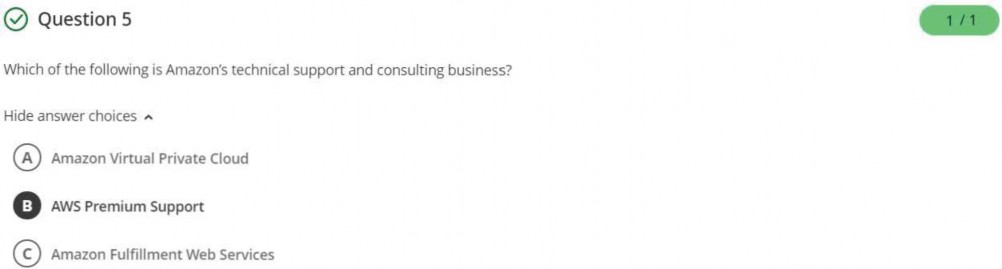 Question 5
1 / 1
Which of the following is Amazon's technical support and consulting business?
Hide answer choices
A Amazon Virtual Private Cloud
B AWS Premium Support
C Amazon Fulfillment Web Services